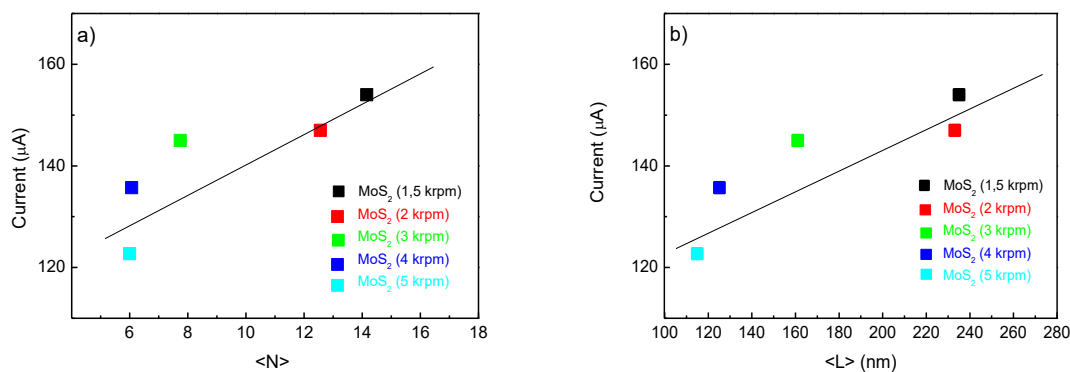 a)
160
140
120
Current (μA)
MoS2 (1,5 krpm)
MoS2 (2 krpm)
MoS2 (3 krpm)
MoS2 (4 krpm)
MoS2 (5 krpm)
6 8 10 12 14 16 18
<N>
b)
160
140
120
Current (μA)
MoS2 (1,5 krpm)
MoS2 (2 krpm)
MoS2 (3 krpm)
MoS2 (4 krpm)
MoS2 (5 krpm)
100 120 140 160 180 200 220 240 260 280
<L> (nm)